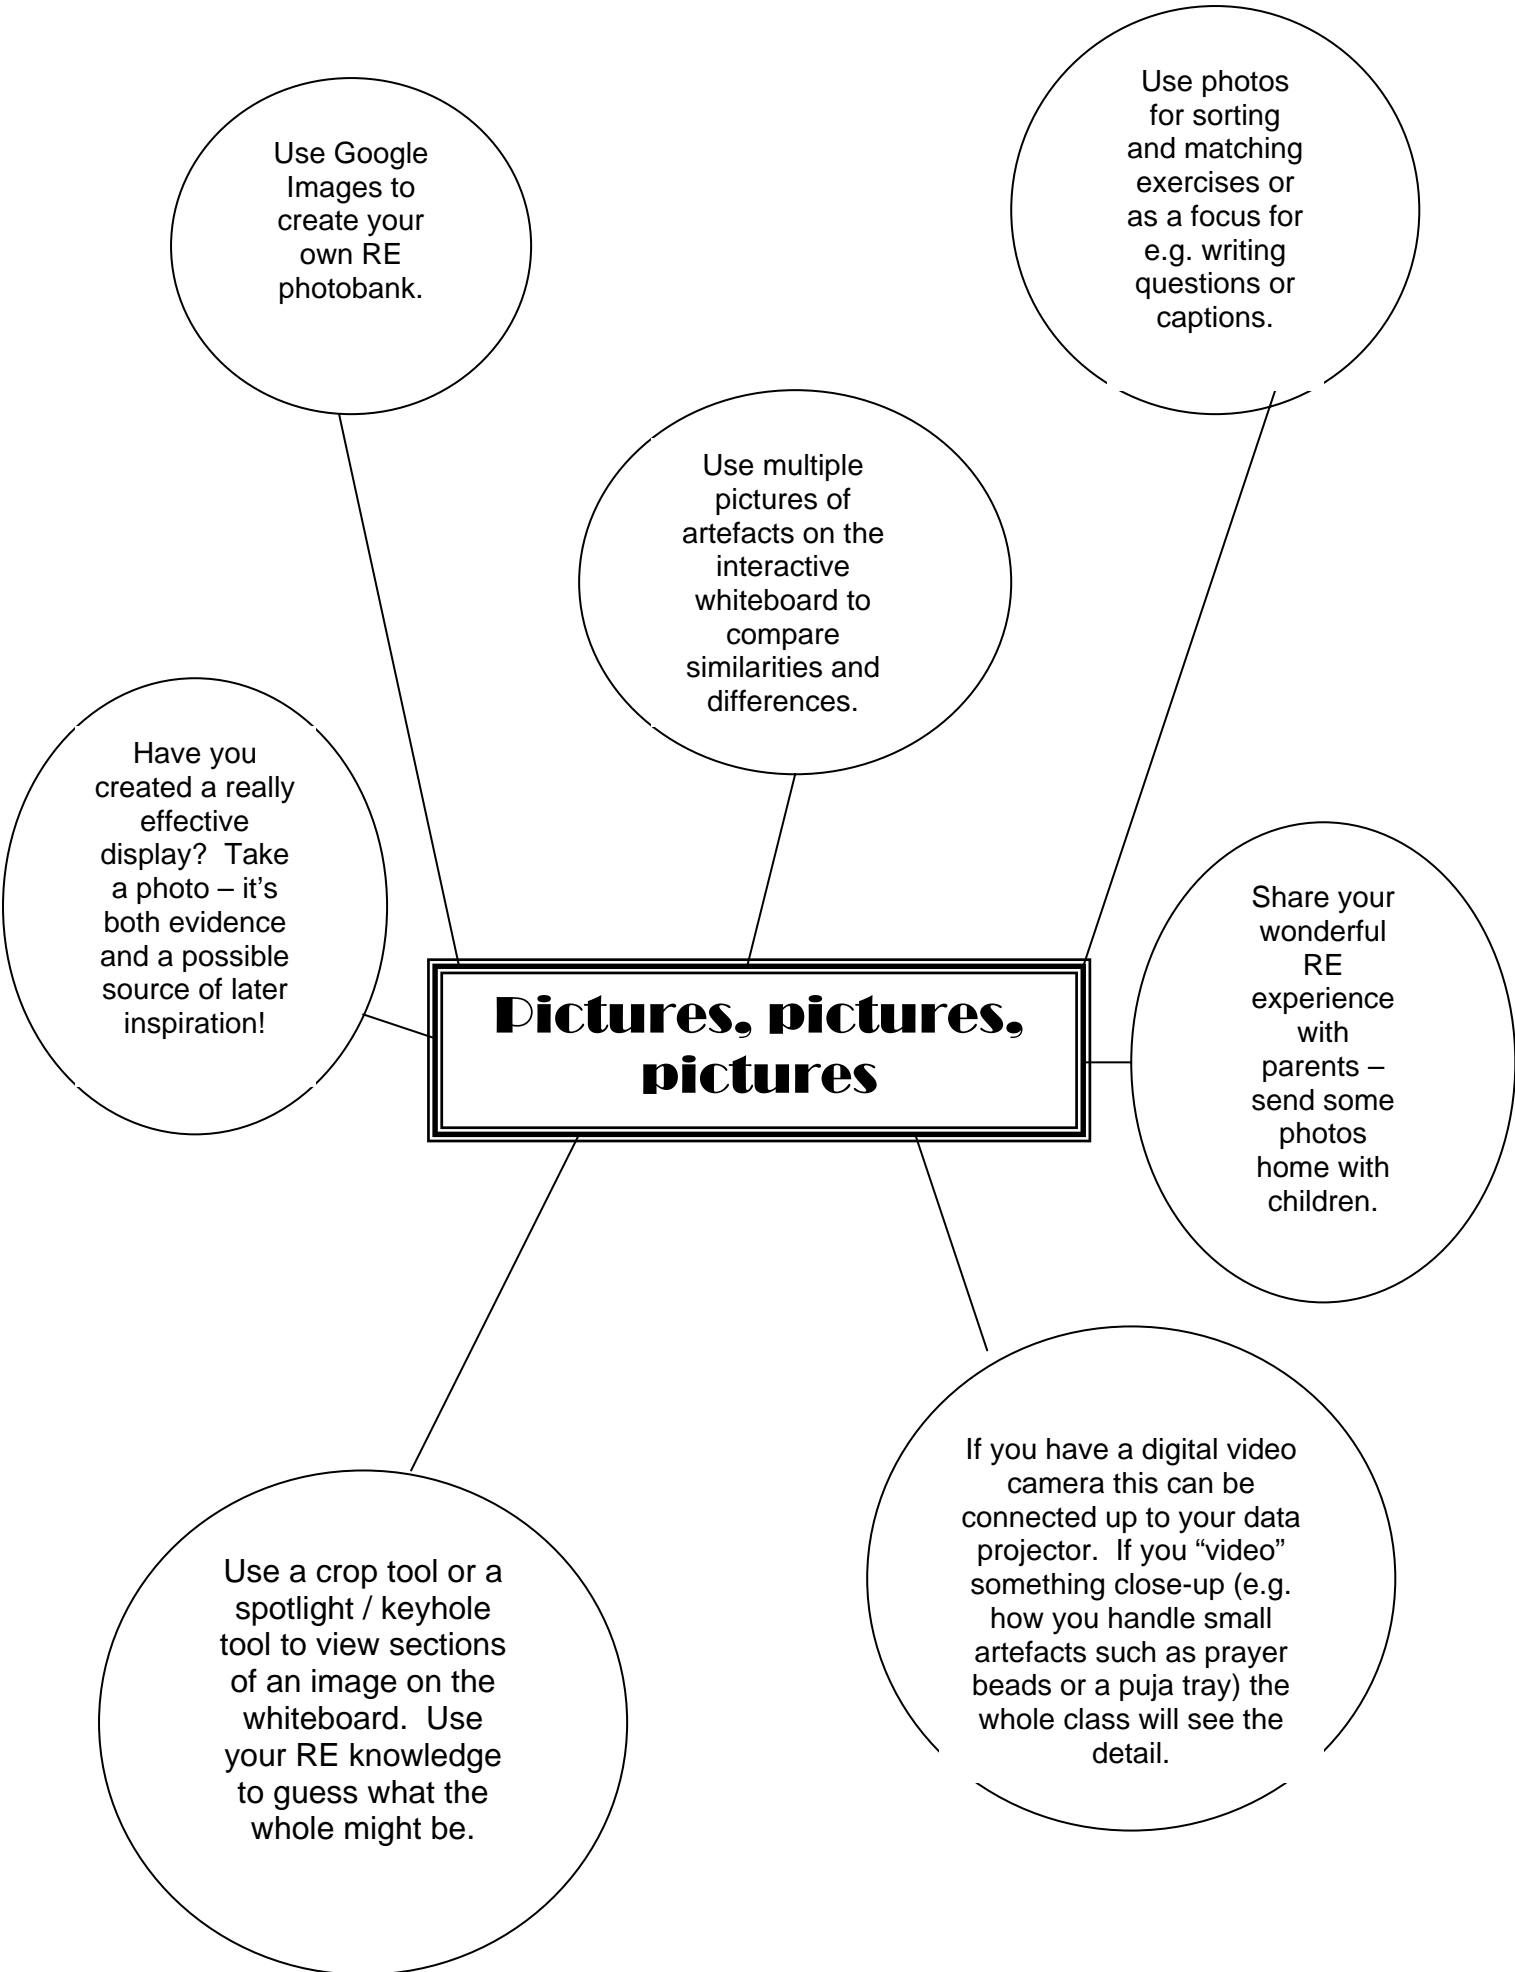 Use Google
Images to
create your
own RE
photobank.
Use photos
for sorting
and matching
exercises or
as a focus for
e.g. writing
questions or
captions.
Use multiple
pictures of
artefacts on the
interactive
whiteboard to
compare
similarities and
differences.
Have you
created a really
effective
display?  Take
a photo – it's
both evidence
and a possible
source of later
inspiration!
Share your
wonderful
RE
experience
with
parents –
send some
photos
home with
children.
Pictures, pictures,
pictures
Use a crop tool or a
spotlight / keyhole
tool to view sections
of an image on the
whiteboard.  Use
your RE knowledge
to guess what the
whole might be.
If you have a digital video
camera this can be
connected up to your data
projector.  If you “video”
something close-up (e.g.
how you handle small
artefacts such as prayer
beads or a puja tray) the
whole class will see the
detail.